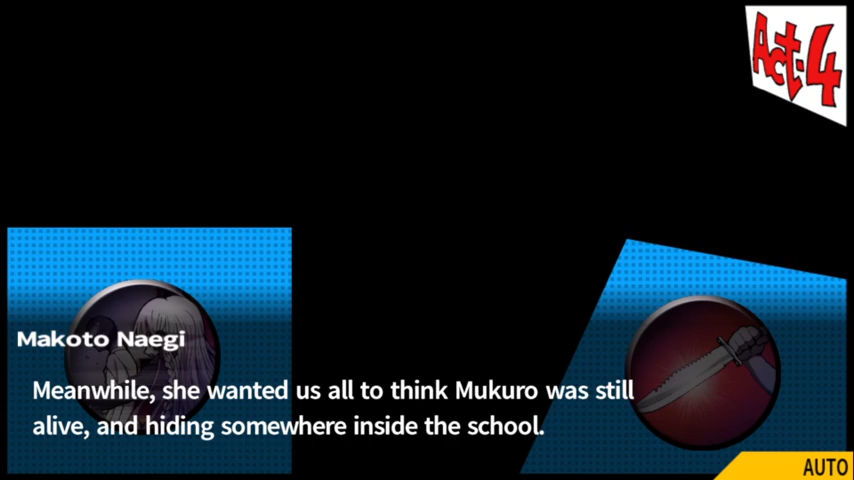 Act.4
Makoto Naegi
Meanwhile, she wanted us all to think Mukuro was still
alive, and hiding somewhere inside the school.
AUTO